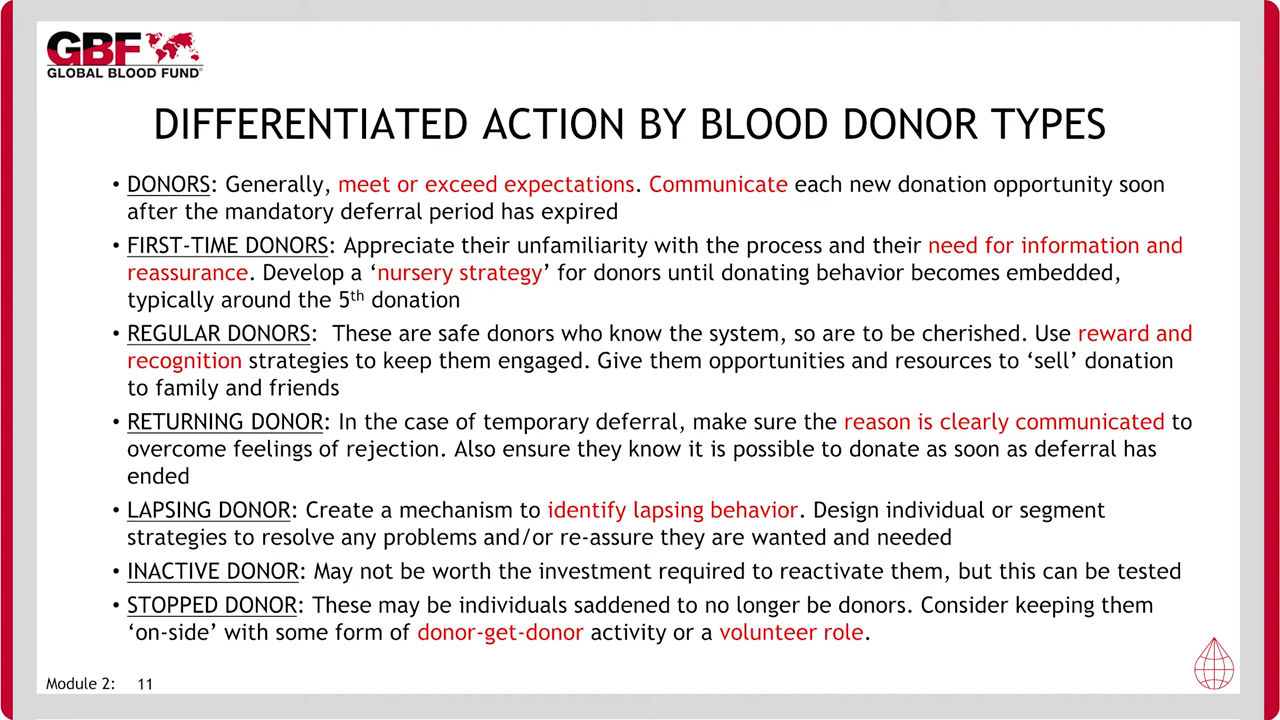 GBF
GLOBAL BLOOD FUND
DIFFERENTIATED ACTION BY BLOOD DONOR TYPES
• DONORS: Generally, meet or exceed expectations. Communicate each new donation opportunity soon
after the mandatory deferral period has expired
• FIRST-TIME DONORS: Appreciate their unfamiliarity with the process and their need for information and
reassurance. Develop a ‘nursery strategy’ for donors until donating behavior becomes embedded,
typically around the 5th donation
• REGULAR DONORS: These are safe donors who know the system, so are to be cherished. Use reward and
recognition strategies to keep them engaged. Give them opportunities and resources to ‘sell’ donation
to family and friends
• RETURNING DONOR: In the case of temporary deferral, make sure the reason is clearly communicated to
overcome feelings of rejection. Also ensure they know it is possible to donate as soon as deferral has
ended
• LAPSING DONOR: Create a mechanism to identify lapsing behavior. Design individual or segment
strategies to resolve any problems and/or re-assure they are wanted and needed
• INACTIVE DONOR: May not be worth the investment required to reactivate them, but this can be tested
• STOPPED DONOR: These may be individuals saddened to no longer be donors. Consider keeping them
‘on-side’ with some form of donor-get-donor activity or a volunteer role.
Module 2: 11